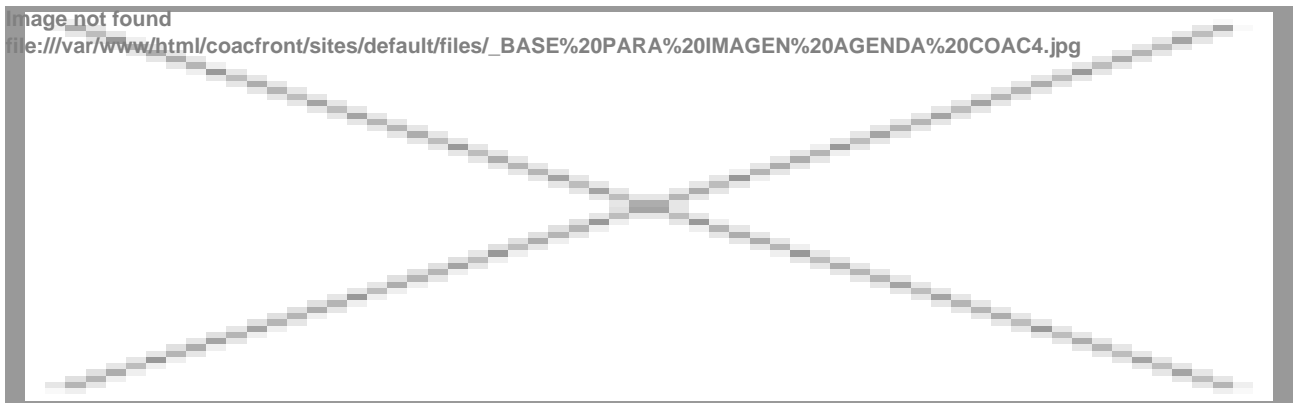 Image not found
file:///var/www/html/coacfront/sites/default/files/_BASE%20PARA%20IMAGEN%20AGENDA%20COAC4.jpg